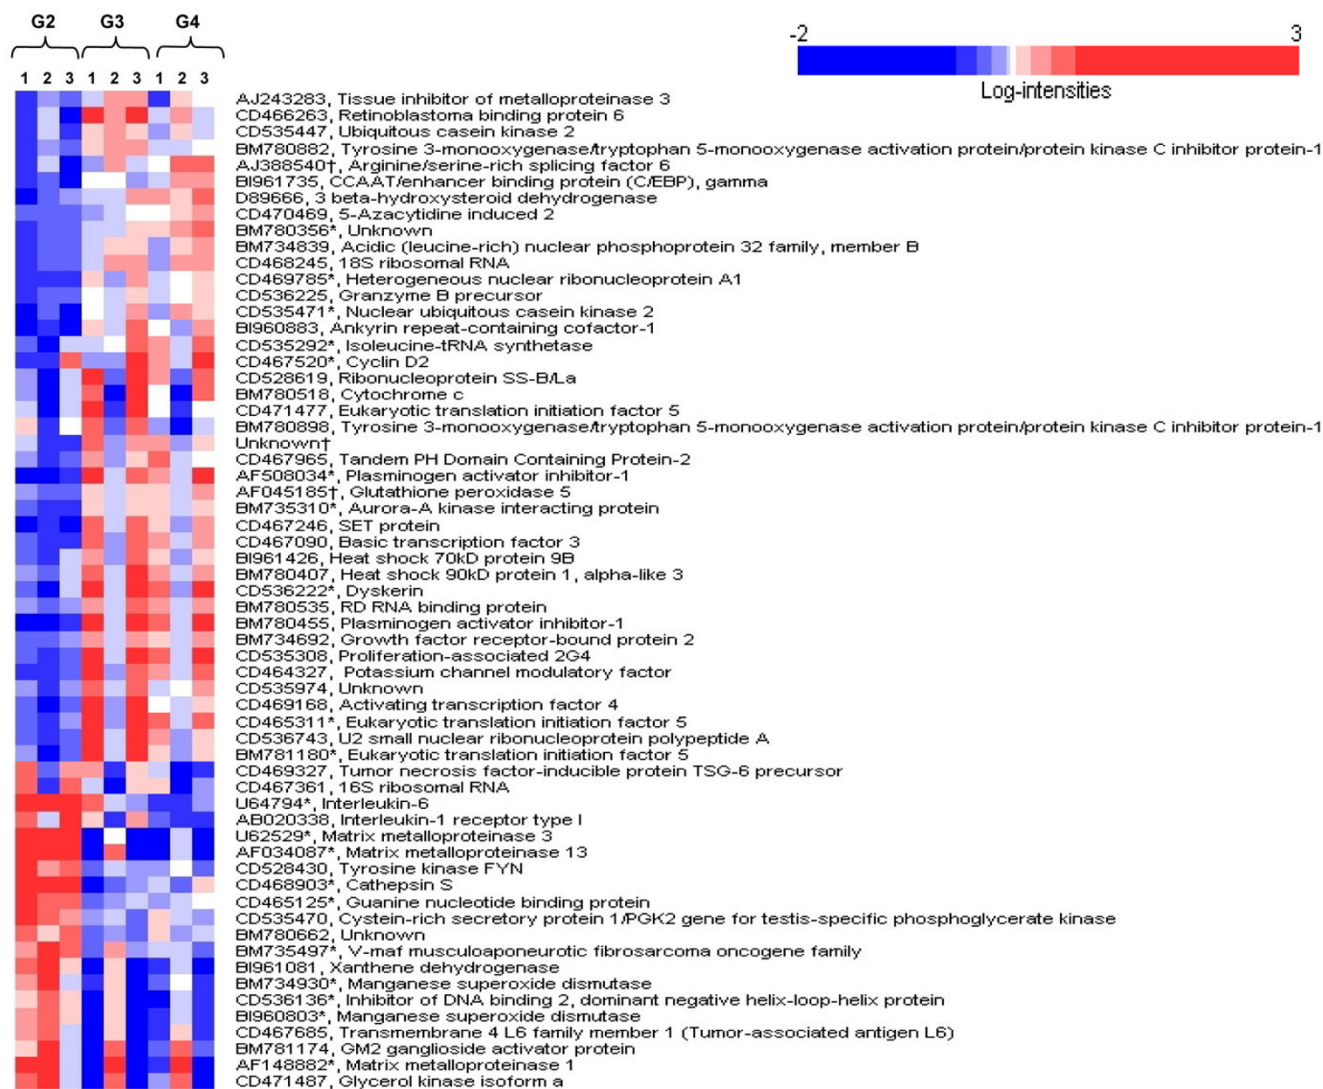 G2 G3 G4
1 2 3 1 2 3 1 2 3
-2 3
Log-intensities
AJ243283, Tissue inhibitor of metalloproteinase 3
CD466263, Retinoblastoma binding protein 6
CD535447, Ubiquitous casein kinase 2
BM780882, Tyrosine 3-monooxygenase/tryptophan 5-monooxygenase activation protein/protein kinase C inhibitor protein-1
AJ388540†, Arginine/serine-rich splicing factor 6
BI961735, CCAAT/enhancer binding protein (C/EBP), gamma
D89666, 3 beta-hydroxysteroid dehydrogenase
CD470469, 5-Azacytidine induced 2
BM780356*, Unknown
BM734839, Acidic (leucine-rich) nuclear phosphoprotein 32 family, member B
CD468245, 18S ribosomal RNA
CD469785*, Heterogeneous nuclear ribonucleoprotein A1
CD536225, Granzyme B precursor
CD535471*, Nuclear ubiquitous casein kinase 2
BI960883, Ankyrin repeat-containing cofactor-1
CD535292*, Isoleucine-tRNA synthetase
CD467520*, Cyclin D2
CD528619, Ribonucleoprotein SS-B/La
BM780518, Cytochrome c
CD471477, Eukaryotic translation initiation factor 5
BM780898, Tyrosine 3-monooxygenase/tryptophan 5-monooxygenase activation protein/protein kinase C inhibitor protein-1
Unknown†
CD467965, Tandem PH Domain Containing Protein-2
AF508034*, Plasminogen activator inhibitor-1
AF045185†, Glutathione peroxidase 5
BM735310*, Aurora-A kinase interacting protein
CD467246, SET protein
CD467090, Basic transcription factor 3
BI961426, Heat shock 70kD protein 9B
BM780407, Heat shock 90kD protein 1, alpha-like 3
CD536222*, Dyskerin
BM780535, RD RNA binding protein
BM780455, Plasminogen activator inhibitor-1
BM734692, Growth factor receptor-bound protein 2
CD535308, Proliferation-associated 2G4
CD464327, Potassium channel modulatory factor
CD535974, Unknown
CD469168, Activating transcription factor 4
CD465311*, Eukaryotic translation initiation factor 5
CD536743, U2 small nuclear ribonucleoprotein polypeptide A
BM781180*, Eukaryotic translation initiation factor 5
CD469327, Tumor necrosis factor-inducible protein TSG-6 precursor
CD467361, 16S ribosomal RNA
U64794*, Interleukin-6
AB020338, Interleukin-1 receptor type I
U62529*, Matrix metalloproteinase 3
AF034087*, Matrix metalloproteinase 13
CD528430, Tyrosine kinase FYN
CD468903*, Cathepsin S
CD465125*, Guanine nucleotide binding protein
CD535470, Cystein-rich secretory protein 1/PGK2 gene for testis-specific phosphoglycerate kinase
BM780662, Unknown
BM735497*, V-maf musculoaponeurotic fibrosarcoma oncogene family
BI961081, Xanthene dehydrogenase
BM734930*, Manganese superoxide dismutase
CD536136*, Inhibitor of DNA binding 2, dominant negative helix-loop-helix protein
BI960803*, Manganese superoxide dismutase
CD467685, Transmembrane 4 L6 family member 1 (Tumor-associated antigen L6)
BM781174, GM2 ganglioside activator protein
AF148882*, Matrix metalloproteinase 1
CD471487, Glycerol kinase isoform a